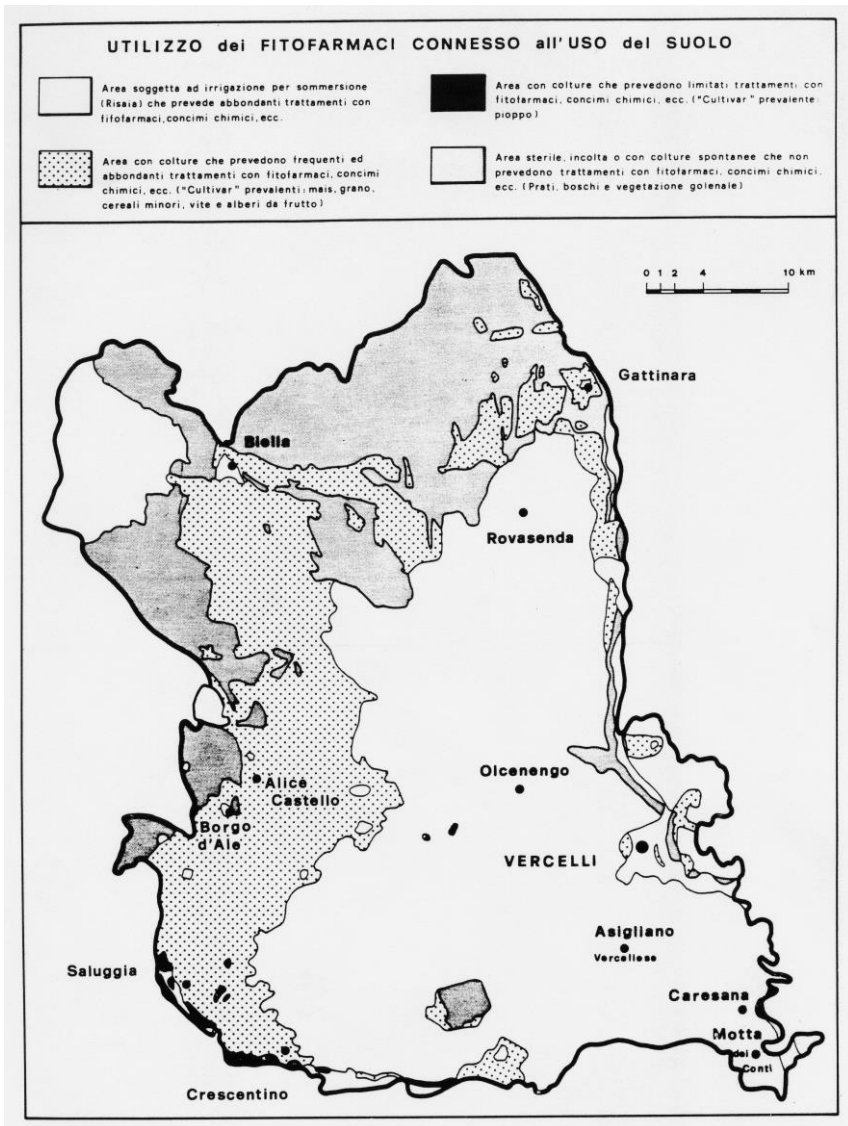 UTILIZZO dei FITOFARMACI CONNESSO all'USO del SUOLO
Area soggetta ad irrigazione per sommersione
(Risaia) che prevede abbondanti trattamenti con
fitofarmaci, concimi chimici, ecc.
Area con colture che prevedono frequenti ed
abbondanti trattamenti con fitofarmaci, concimi
chimici, ecc. ("Cultivar" prevalenti: mais, grano,
cereali minori, vite e alberi da frutto)
Area con colture che prevedono limitati trattamenti con
fitofarmaci, concimi chimici, ecc. ("Cultivar" prevalente:
pioppo)
Area sterile, incolta o con colture spontanee che non
prevedono trattamenti con fitofarmaci, concimi chimici,
ecc. (Prati, boschi e vegetazione golenale)
0 1 2 4 10 km
Gattinara
Biella
Rovasenda
Olcenengo
Alice
Castello
Borgo
d'Ale
VERCELLI
Asigliano
Vercellese
Saluggia
Caresana
Motta
dei
Conti
Crescentino